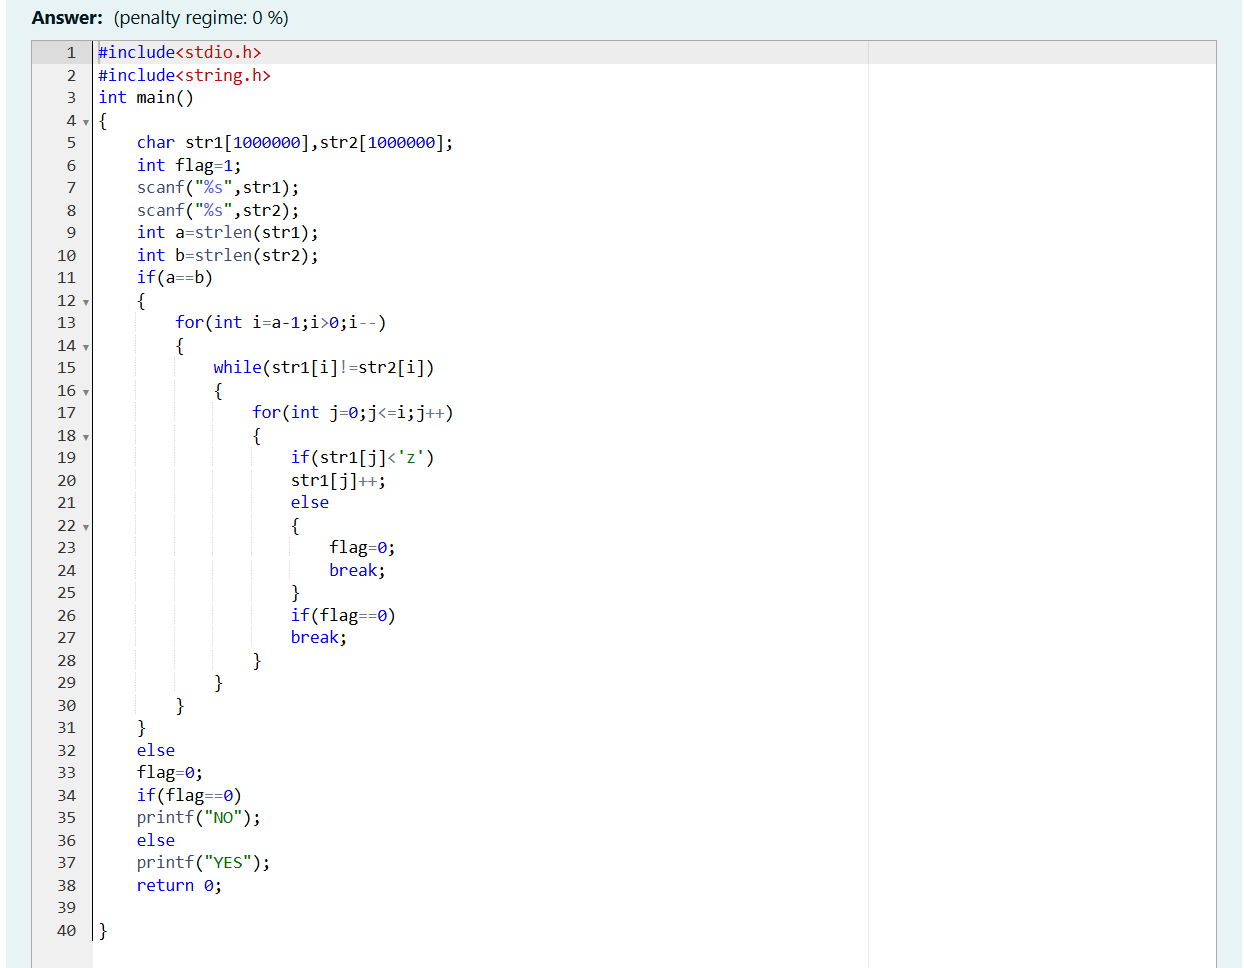 Answer: (penalty regime: 0 %)
1 #include<stdio.h>
2 #include<string.h>
3 int main()
4 {
5     char str1[1000000],str2[1000000];
6     int flag=1;
7     scanf("%s",str1);
8     scanf("%s",str2);
9     int a=strlen(str1);
10     int b=strlen(str2);
11     if(a==b)
12     {
13         for(int i=a-1;i>0;i--)
14         {
15             while(str1[i]!=str2[i])
16             {
17                 for(int j=0;j<=i;j++)
18                 {
19                     if(str1[j]<'z')
20                     str1[j]++;
21                     else
22                     {
23                         flag=0;
24                         break;
25                     }
26                     if(flag==0)
27                     break;
28                 }
29             }
30         }
31     }
32     else
33     flag=0;
34     if(flag==0)
35     printf("NO");
36     else
37     printf("YES");
38     return 0;
39
40 }